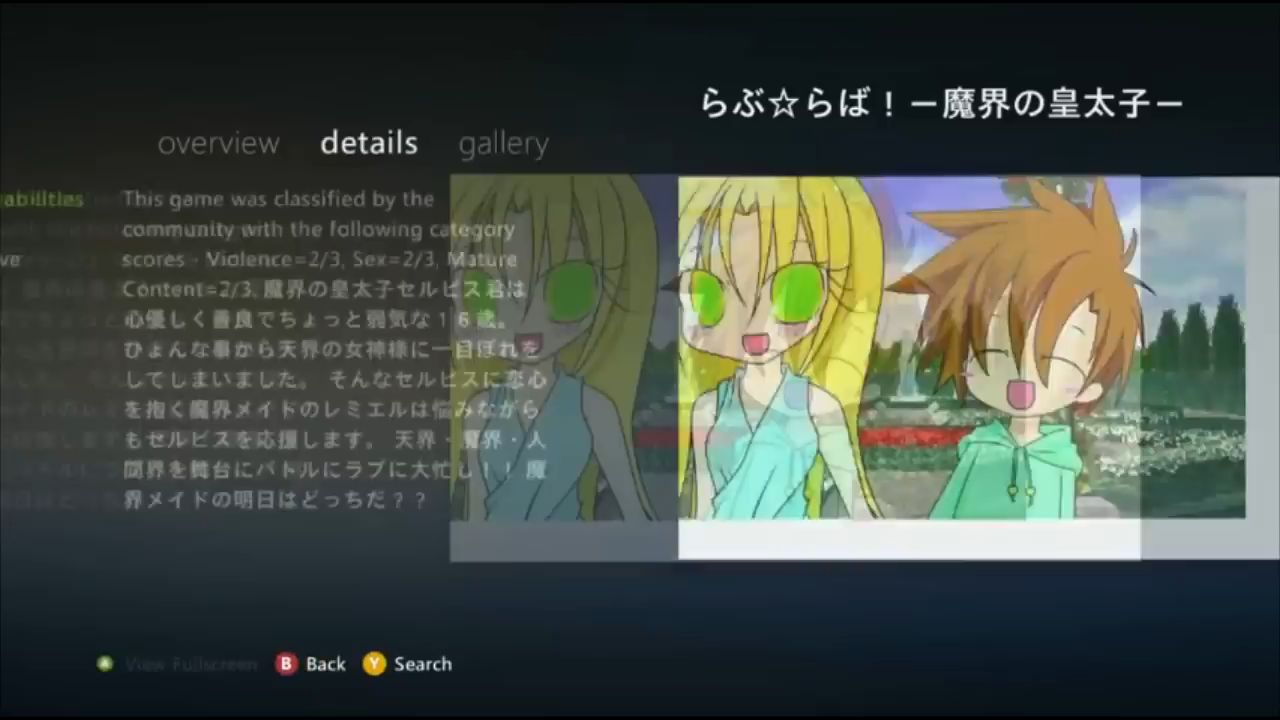 らぶ☆らば！ー魔界の皇太子ー
overview details gallery
abilities
ve
This game was classified by the
community with the following category
scores - Violence=2/3, Sex=2/3, Mature
Content=2/3. 魔界の皇太子セルビス君は
心優しく善良でちょっと弱気な１６歳。
ひょんな事から天界の女神様に一目ぼれを
してしまいました。 そんなセルビスに恋心
を抱く魔界メイドのレミエルは悩みながら
もセルビスを応援します。 天界・魔界・人
間界を舞台にバトルにラブに大忙し！！ 魔
界メイドの明日はどっちだ？？
A View Fullscreen B Back Y Search